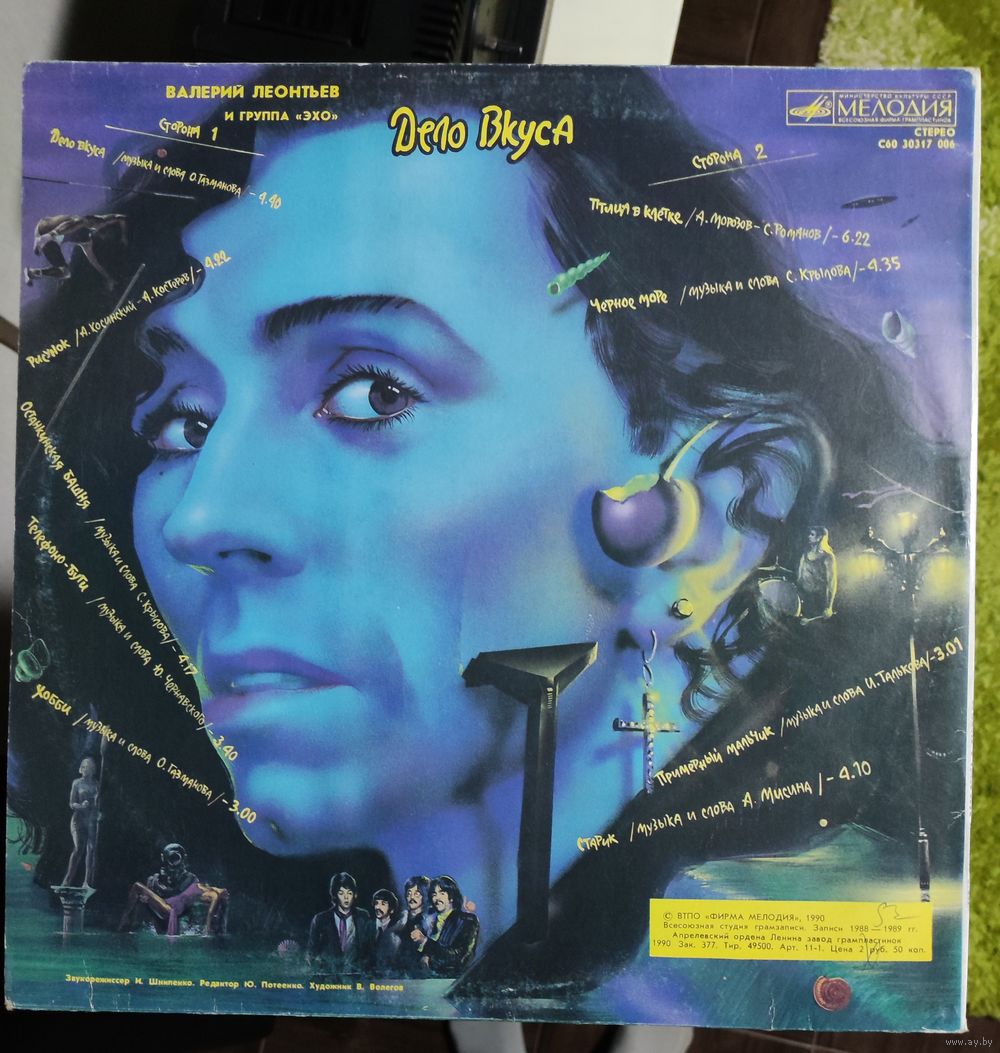 ВАЛЕРИЙ ЛЕОНТЬЕВ
И ГРУППА «ЭХО»
Дело Вкуса
МИНИСТЕРСТВО КУЛЬТУРЫ СССР
МЕЛОДИЯ
ВСЕСОЮЗНАЯ ФИРМА ГРАМПЛАСТИНОК
СТЕРЕО
С60 30317 006
СТОРОНА 1
Дело Вкуса /музыка и слова О.Газманова/ - 4.40
Рисунок /А.Косинский - А.Костерев/ - 4.22
Останкинская башня /музыка и слова С.Крылова/ - 4.17
Телефоно-буги /музыка и слова Ю.Чернавского/ - 3.40
Хобби /музыка и слова О.Газманова/ - 3.00
СТОРОНА 2
Птица в клетке /А.Морозов - С.Романов/ - 6.22
Черное море /музыка и слова С.Крылова/ - 4.35
Примерный мальчик /музыка и слова И.Талькова/ - 3.01
Старик /музыка и слова А.Мисина/ - 4.10
© ВТПО «ФИРМА МЕЛОДИЯ», 1990
Всесоюзная студия грамзаписи. Записи 1988—1989 гг.
Апрелевский ордена Ленина завод грампластинок
1990 Зак. 377. Тир. 49500. Арт. 11-1. Цена 2 руб. 50 коп.
Звукорежиссер И. Шнипенко. Редактор Ю. Потеенко. Художник В. Волегов
www.ay.by